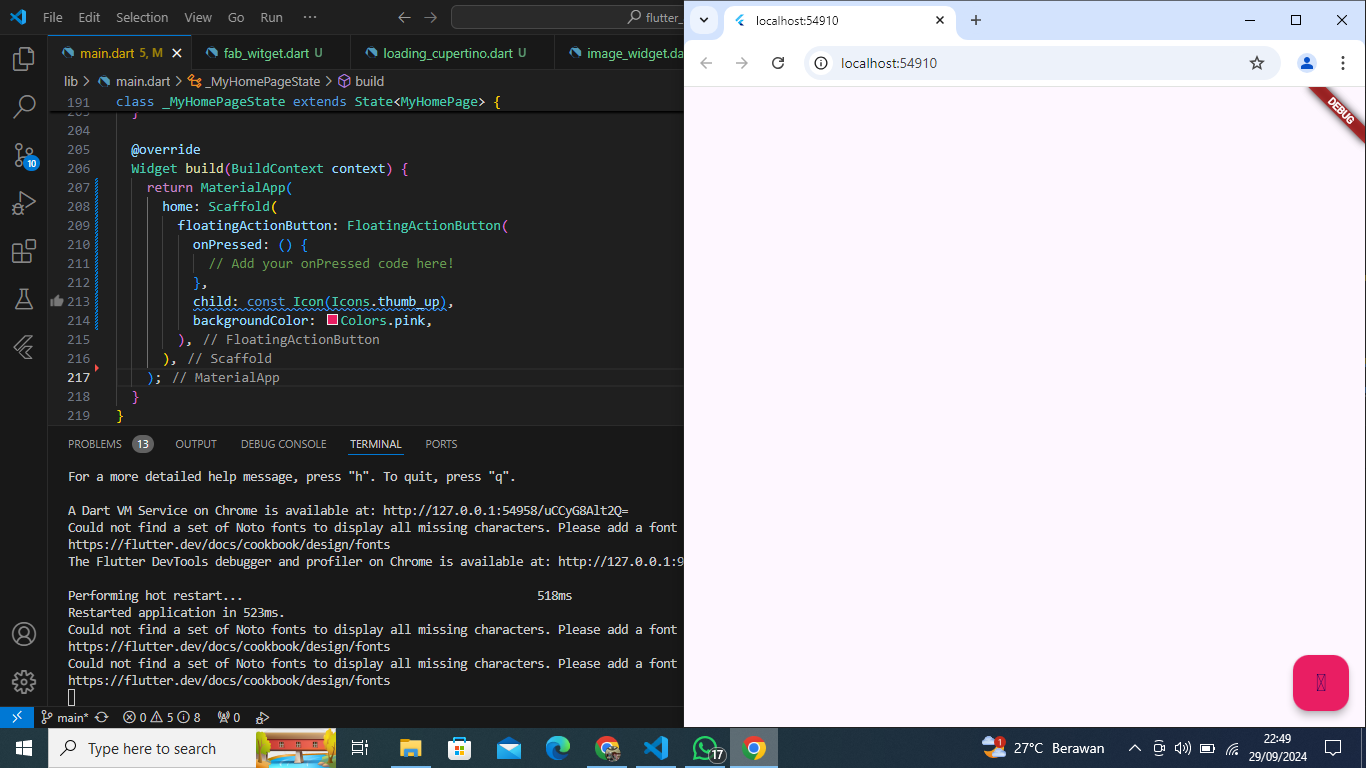 File Edit Selection View Go Run ···
flutter_
main.dart 5, M
fab_witget.dart U
loading_cupertino.dart U
image_widget.da
lib > main.dart > _MyHomePageState > build
191 class _MyHomePageState extends State<MyHomePage> {
203 }
204
205 @override
206 Widget build(BuildContext context) {
207 return MaterialApp(
208 home: Scaffold(
209 floatingActionButton: FloatingActionButton(
210 onPressed: () {
211 // Add your onPressed code here!
212 },
213 child: const Icon(Icons.thumb_up),
214 backgroundColor: Colors.pink,
215 ), // FloatingActionButton
216 ), // Scaffold
217 ); // MaterialApp
218 }
219 }
10
PROBLEMS 13 OUTPUT DEBUG CONSOLE TERMINAL PORTS
For a more detailed help message, press "h". To quit, press "q".
A Dart VM Service on Chrome is available at: http://127.0.0.1:54958/uCCyG8Alt2Q=
Could not find a set of Noto fonts to display all missing characters. Please add a font
https://flutter.dev/docs/cookbook/design/fonts
The Flutter DevTools debugger and profiler on Chrome is available at: http://127.0.0.1:9
Performing hot restart... 518ms
Restarted application in 523ms.
Could not find a set of Noto fonts to display all missing characters. Please add a font
https://flutter.dev/docs/cookbook/design/fonts
Could not find a set of Noto fonts to display all missing characters. Please add a font
https://flutter.dev/docs/cookbook/design/fonts
main* 0 5 8 0
localhost:54910
localhost:54910
DEBUG
Type here to search
17
1
27°C Berawan
22:49
29/09/2024